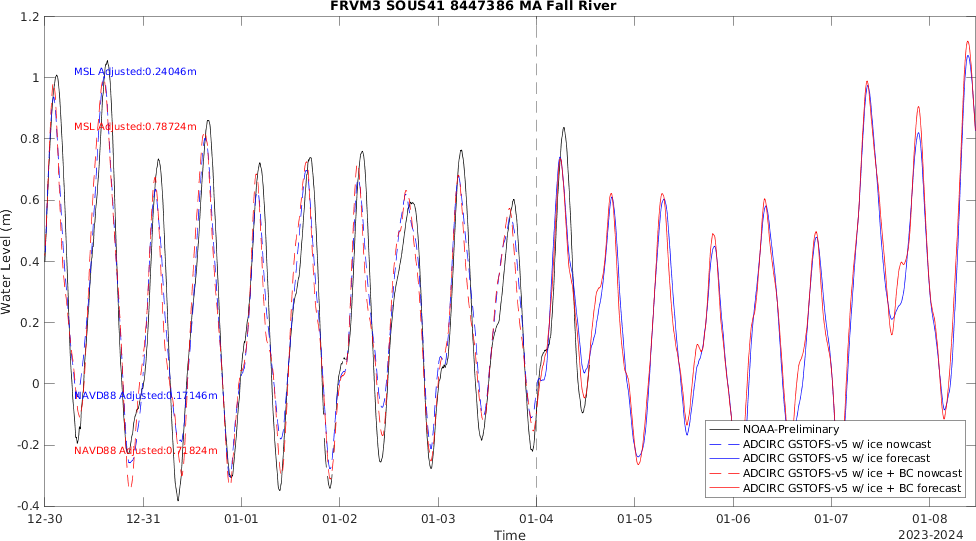 FRVM3 SOUS41 8447386 MA Fall River
1.2
1
0.8
0.6
0.4
0.2
0
-0.2
-0.4
Water Level (m)
MSL Adjusted:0.24046m
MSL Adjusted:0.78724m
NAVD88 Adjusted:0.17146m
NAVD88 Adjusted:0.71824m
NOAA-Preliminary
ADCIRC GSTOFS-v5 w/ ice nowcast
ADCIRC GSTOFS-v5 w/ ice forecast
ADCIRC GSTOFS-v5 w/ ice + BC nowcast
ADCIRC GSTOFS-v5 w/ ice + BC forecast
12-30 12-31 01-01 01-02 01-03 01-04 01-05 01-06 01-07 01-08
Time
2023-2024